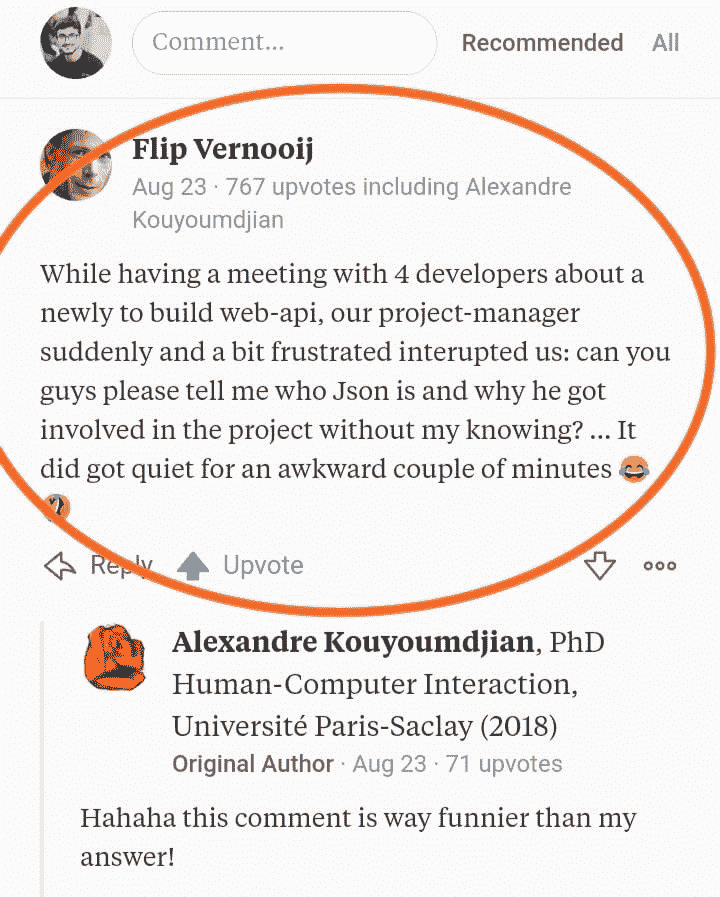 Comment...
Recommended
All
Flip Vernooij
Aug 23 · 767 upvotes including Alexandre
Kouyoumdjian
While having a meeting with 4 developers about a
newly to build web-api, our project-manager
suddenly and a bit frustrated interupted us: can you
guys please tell me who Json is and why he got
involved in the project without my knowing? ... It
did got quiet for an awkward couple of minutes 😂
🤣
Reply
Upvote
Alexandre Kouyoumdjian, PhD
Human-Computer Interaction,
Université Paris-Saclay (2018)
Original Author · Aug 23 · 71 upvotes
Hahaha this comment is way funnier than my
answer!